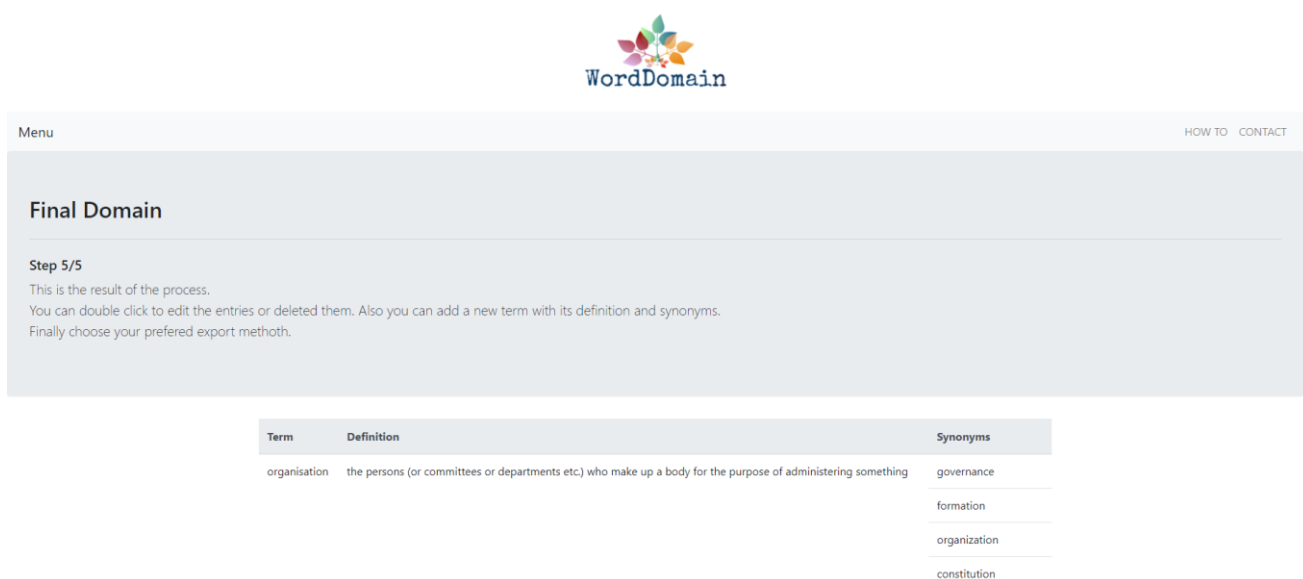 WordDomain
Menu HOW TO CONTACT
Final Domain
Step 5/5
This is the result of the process.
You can double click to edit the entries or deleted them. Also you can add a new term with its definition and synonyms.
Finally choose your prefered export methoth.
Term Definition Synonyms
organisation the persons (or committees or departments etc.) who make up a body for the purpose of administering something governance
formation
organization
constitution